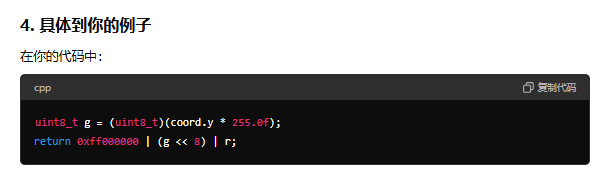 4. 具体到你的例子
在你的代码中：
cpp
复制代码
uint8_t g = (uint8_t)(coord.y * 255.0f);
return 0xff000000 | (g << 8) | r;